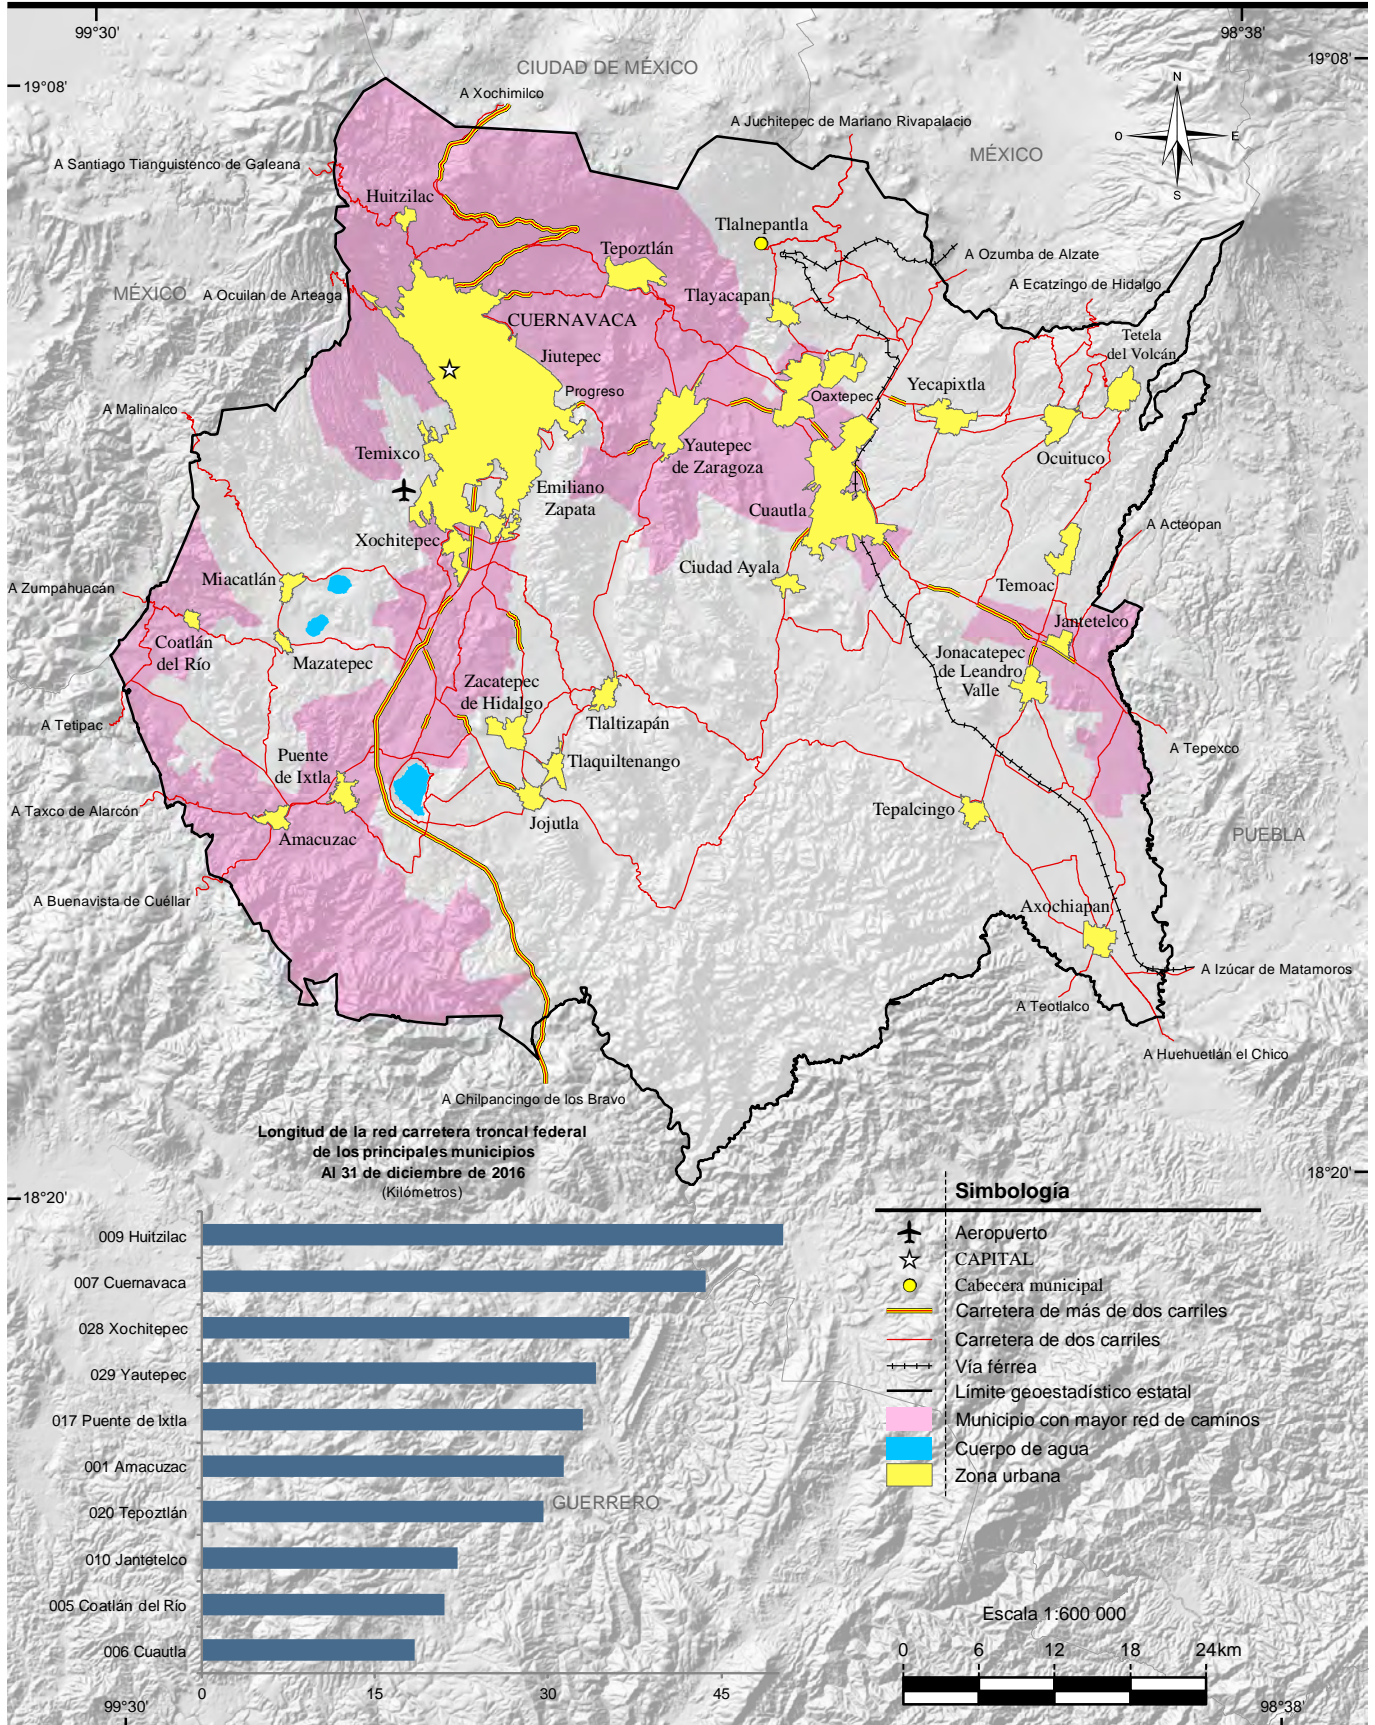 99°30'
98°38'
19°08'
19°08'
CIUDAD DE MÉXICO
A Xochimilco
A Juchitepec de Mariano Rivapalacio
MÉXICO
N
O
E
S
A Santiago Tianguistenco de Galeana
Huitzilac
Tlalnepantla
Tepoztlán
A Ozumba de Alzate
A Ecatzingo de Hidalgo
MÉXICO
A Ocuilan de Arteaga
Tlayacapan
CUERNAVACA
Tetela
del Volcán
Jiutepec
Progreso
Oaxtepec
Yecapixtla
A Malinalco
Temixco
Yautepec
de Zaragoza
Ocuituco
Emiliano
Zapata
Cuautla
A Acteopan
Xochitepec
Miacatlán
Ciudad Ayala
Temoac
A Zumpahuacán
Coatlán
del Río
Mazatepec
Jantetelco
Jonacatepec
de Leandro
Valle
Zacatepec
de Hidalgo
Tlaltizapán
A Tetipac
A Tepexco
Puente
de Ixtla
Tlaquiltenango
A Taxco de Alarcón
Amacuzac
Jojutla
Tepalcingo
PUEBLA
A Buenavista de Cuéllar
Axochiapan
A Izúcar de Matamoros
A Teotlalco
A Huehuetlán el Chico
A Chilpancingo de los Bravo
Longitud de la red carretera troncal federal
de los principales municipios
Al 31 de diciembre de 2016
(Kilómetros)
18°20'
18°20'
009 Huitzilac
007 Cuernavaca
028 Xochitepec
029 Yautepec
017 Puente de Ixtla
001 Amacuzac
020 Tepoztlán
010 Jantetelco
005 Coatlán del Río
006 Cuautla
0
15
30
45
GUERRERO
Simbología
Aeropuerto
CAPITAL
Cabecera municipal
Carretera de más de dos carriles
Carretera de dos carriles
Vía férrea
Límite geoestadístico estatal
Municipio con mayor red de caminos
Cuerpo de agua
Zona urbana
Escala 1:600 000
0 6 12 18 24km
99°30'
98°38'